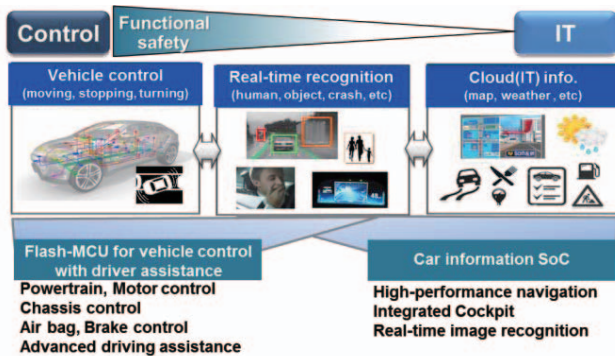 Control
Functional
safety
IT
Vehicle control
(moving, stopping, turning)
Real-time recognition
(human, object, crash, etc)
Cloud(IT) info.
(map, weather , etc)
Flash-MCU for vehicle control
with driver assistance
Powertrain, Motor control
Chassis control
Air bag, Brake control
Advanced driving assistance
Car information SoC
High-performance navigation
Integrated Cockpit
Real-time image recognition